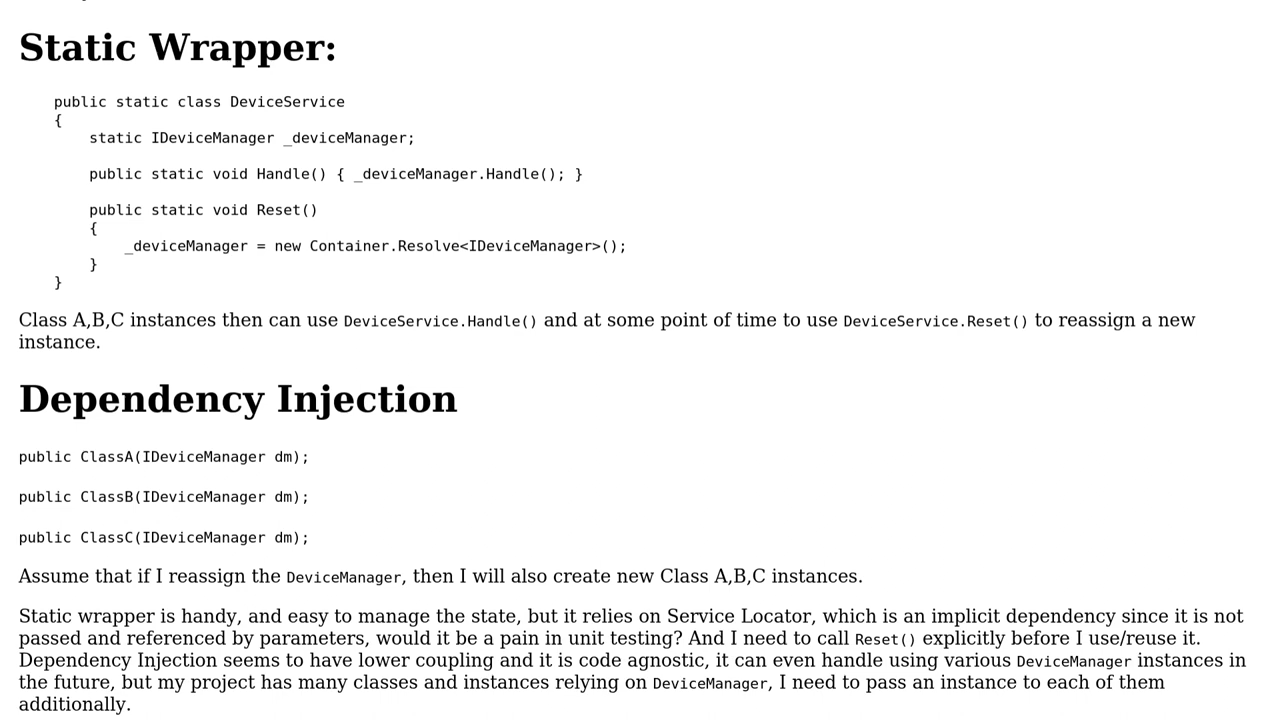 Static Wrapper:
public static class DeviceService
{
static IDeviceManager _deviceManager;
public static void Handle() { _deviceManager.Handle(); }
public static void Reset()
{
_deviceManager = new Container.Resolve<IDeviceManager>();
}
}
Class A,B,C instances then can use DeviceService.Handle() and at some point of time to use DeviceService.Reset() to reassign a new
instance.
Dependency Injection
public ClassA(IDeviceManager dm);
public ClassB(IDeviceManager dm);
public ClassC(IDeviceManager dm);
Assume that if I reassign the DeviceManager, then I will also create new Class A,B,C instances.
Static wrapper is handy, and easy to manage the state, but it relies on Service Locator, which is an implicit dependency since it is not
passed and referenced by parameters, would it be a pain in unit testing? And I need to call Reset() explicitly before I use/reuse it.
Dependency Injection seems to have lower coupling and it is code agnostic, it can even handle using various DeviceManager instances in
the future, but my project has many classes and instances relying on DeviceManager, I need to pass an instance to each of them
additionally.